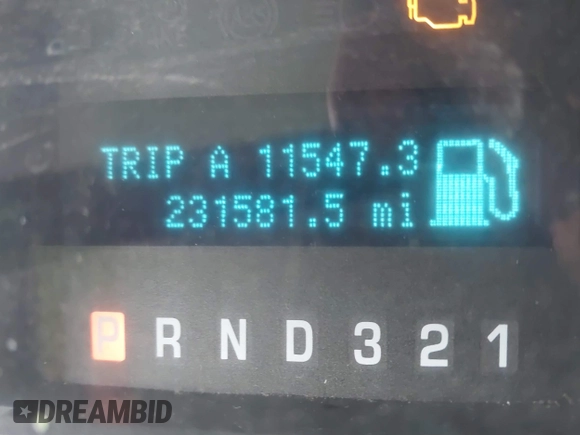 TRIP A 11547.3
231581.5 mi
P R N D 3 2 1
DREAMBID